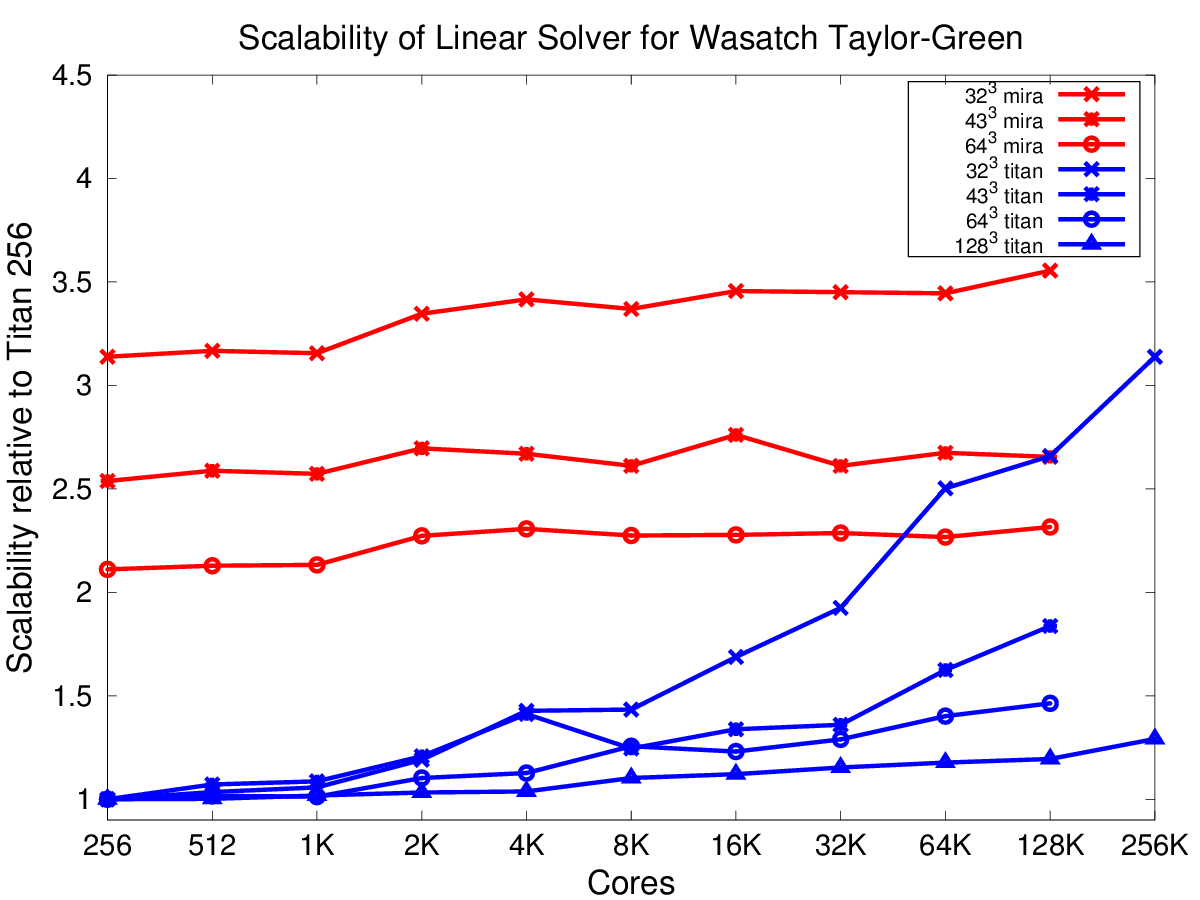 Scalability of Linear Solver for Wasatch Taylor-Green
Scalability relative to Titan 256
4.5
4
3.5
3
2.5
2
1.5
1
32³ mira
43³ mira
64³ mira
32³ titan
43³ titan
64³ titan
128³ titan
256 512 1K 2K 4K 8K 16K 32K 64K 128K 256K
Cores